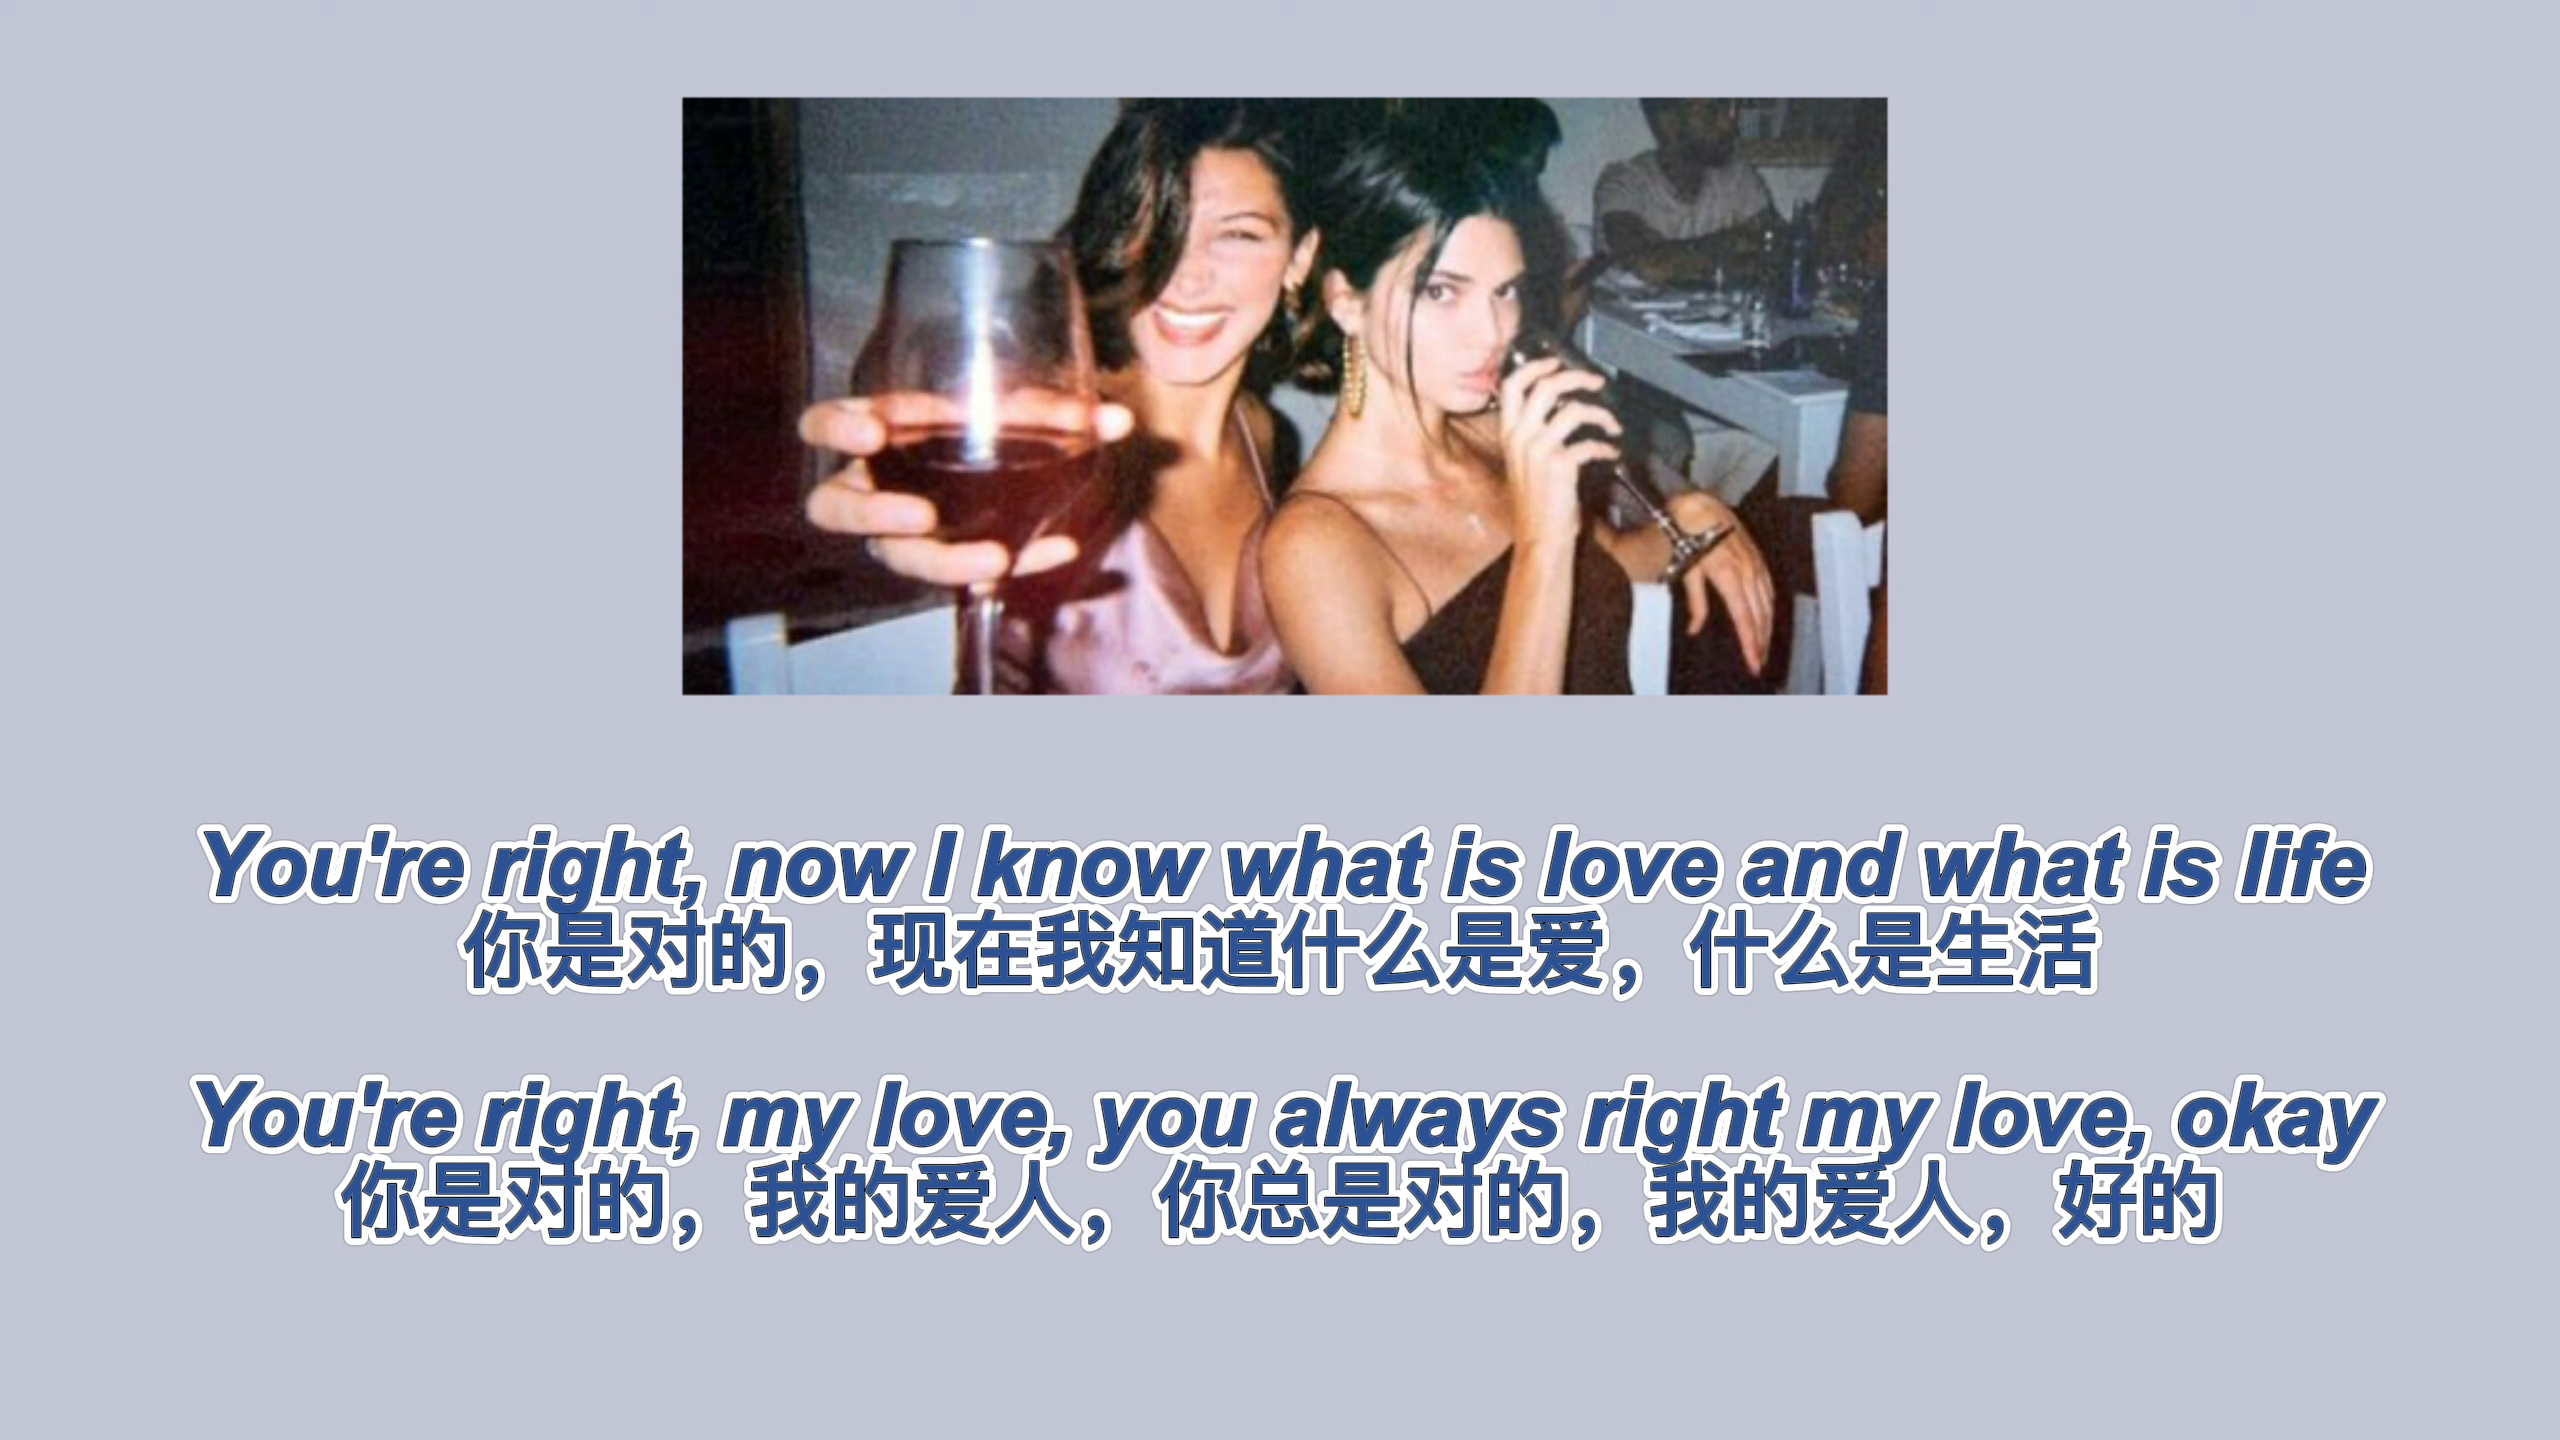 You're right, now I know what is love and what is life
你是对的，现在我知道什么是爱，什么是生活
You're right, my love, you always right my love, okay
你是对的，我的爱人，你总是对的，我的爱人，好的